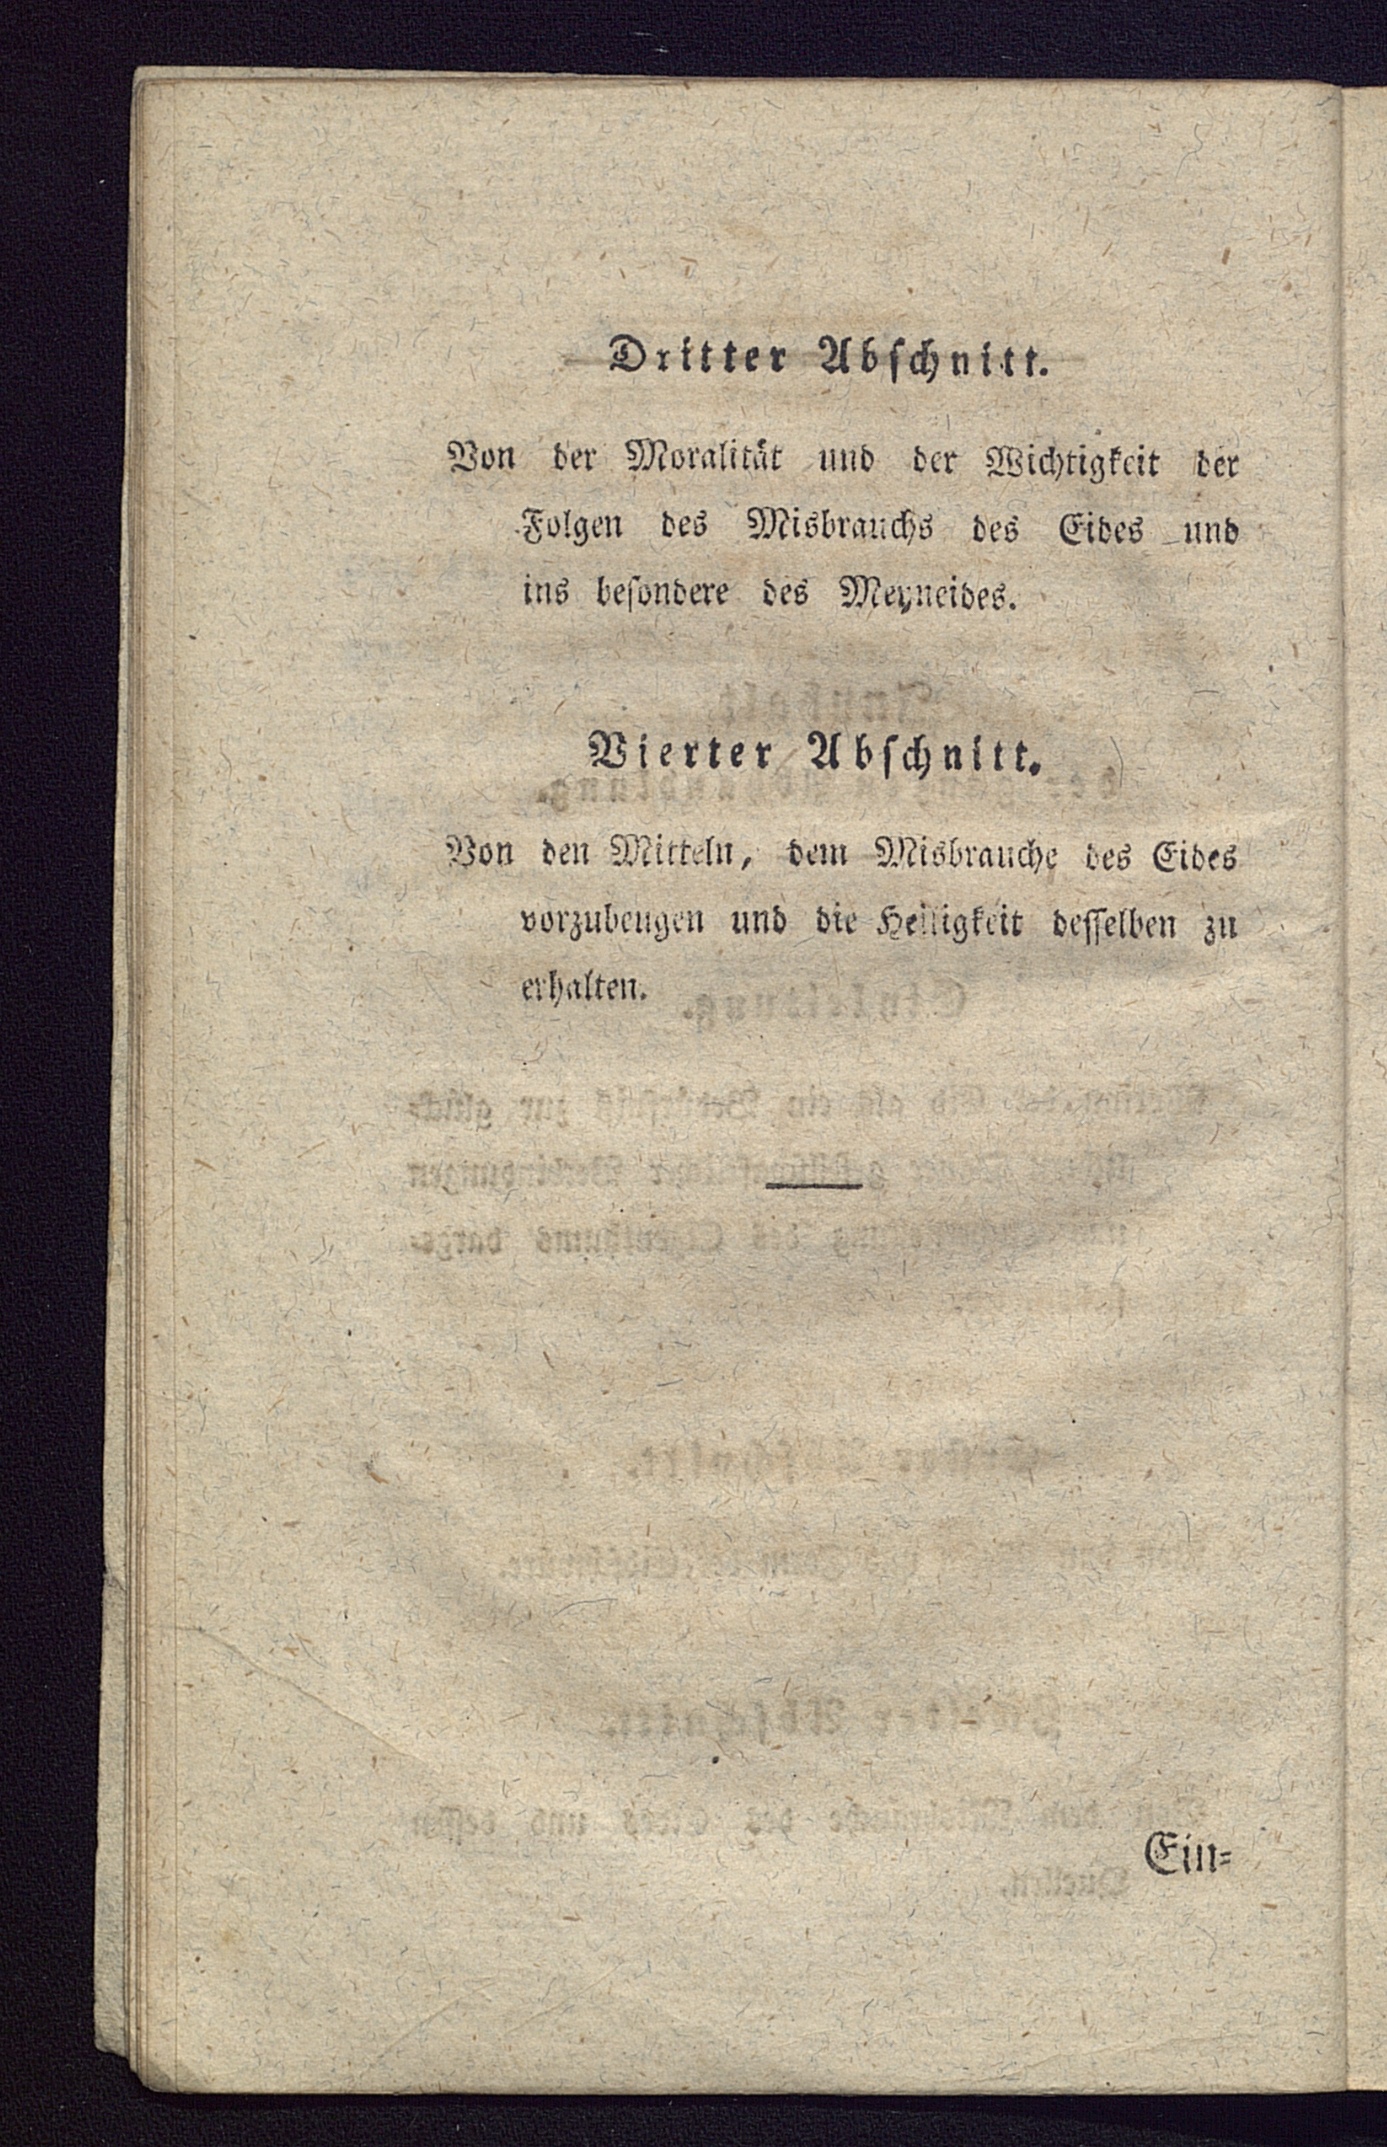 Dritter Abſchnitt.
Von der Moralität und der Wichtigkeit der
Folgen des Misbrauchs des Eides und
ins beſondere des Meyneides.
Vierter Abſchnitt.
Von den Mitteln, dem Misbrauche des Eides
vorzubeugen und die Heiligkeit deſſelben zu
erhalten.
Ein⸗